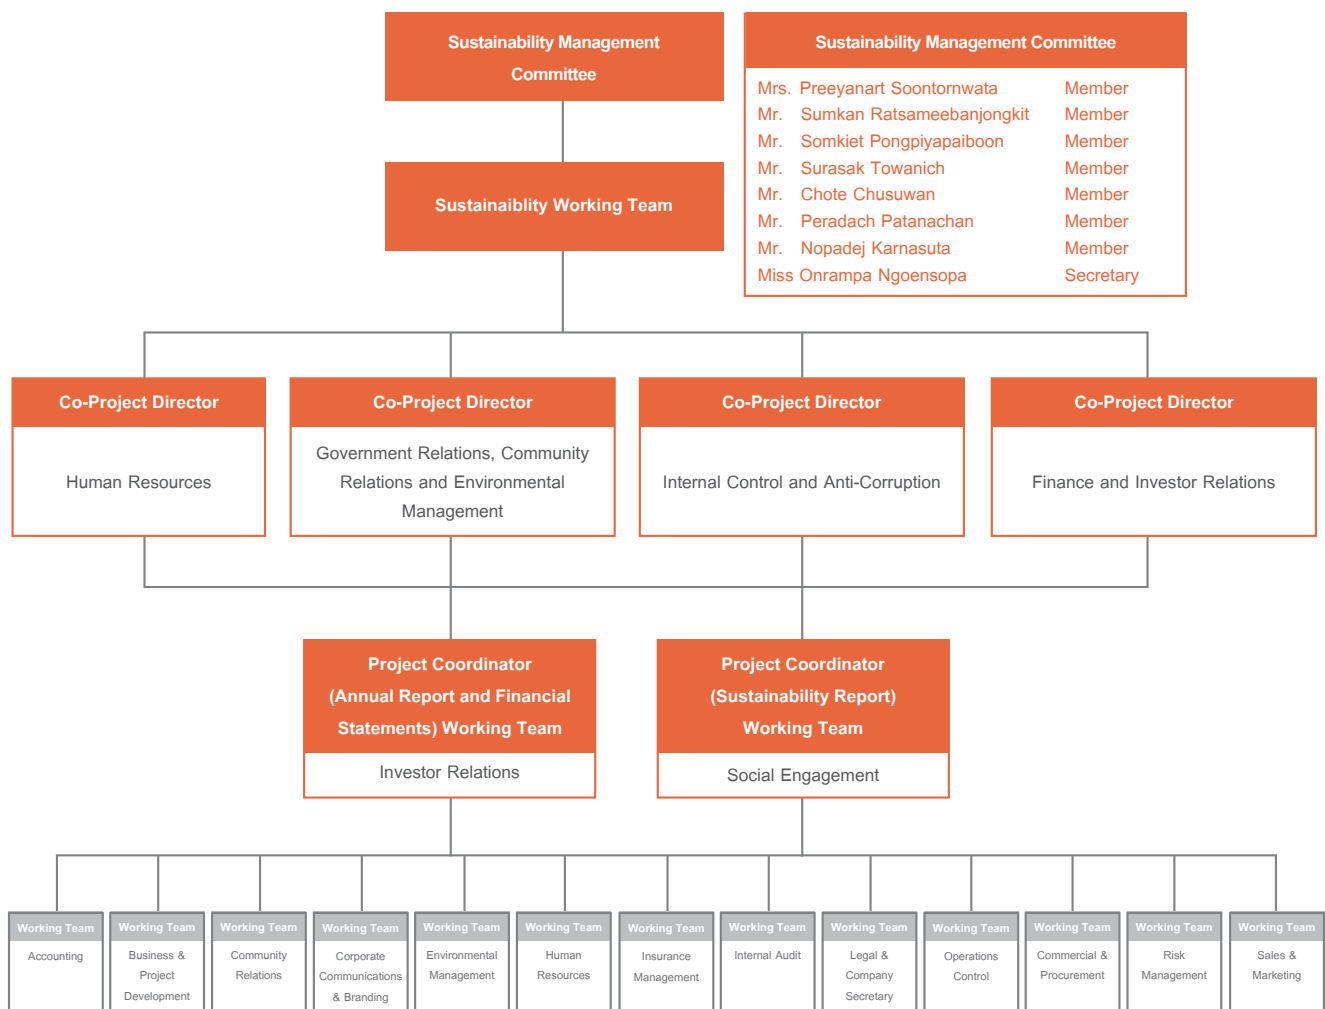 Sustainability Management
Committee
Sustainability Management Committee
Mrs. Preeyanart Soontornwata Member
Mr. Sumkan Ratsameebanjongkit Member
Mr. Somkiet Pongpiyapaiboon Member
Mr. Surasak Towanich Member
Mr. Chote Chusuwan Member
Mr. Peradach Patanachan Member
Mr. Nopadej Karnasuta Member
Miss Onrampa Ngoensopa Secretary
Sustainaiblity Working Team
Co-Project Director
Human Resources
Co-Project Director
Government Relations, Community
Relations and Environmental
Management
Co-Project Director
Internal Control and Anti-Corruption
Co-Project Director
Finance and Investor Relations
Project Coordinator
(Annual Report and Financial
Statements) Working Team
Investor Relations
Project Coordinator
(Sustainability Report)
Working Team
Social Engagement
Working Team
Accounting
Working Team
Business &
Project
Development
Working Team
Community
Relations
Working Team
Corporate
Communications
& Branding
Working Team
Environmental
Management
Working Team
Human
Resources
Working Team
Insurance
Management
Working Team
Internal Audit
Working Team
Legal &
Company
Secretary
Working Team
Operations
Control
Working Team
Commercial &
Procurement
Working Team
Risk
Management
Working Team
Sales &
Marketing